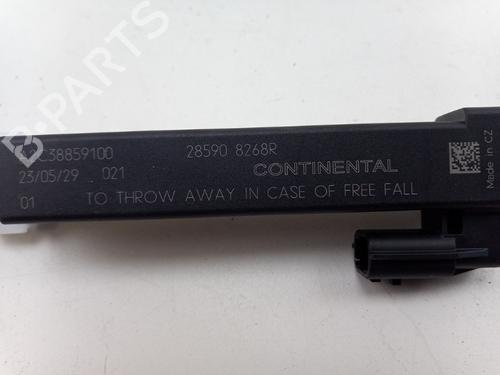 C38859100 28590 8268R
23/05/29 021 CONTINENTAL
01 TO THROW AWAY IN CASE OF FREE FALL
Made in CZ
B-PARTS